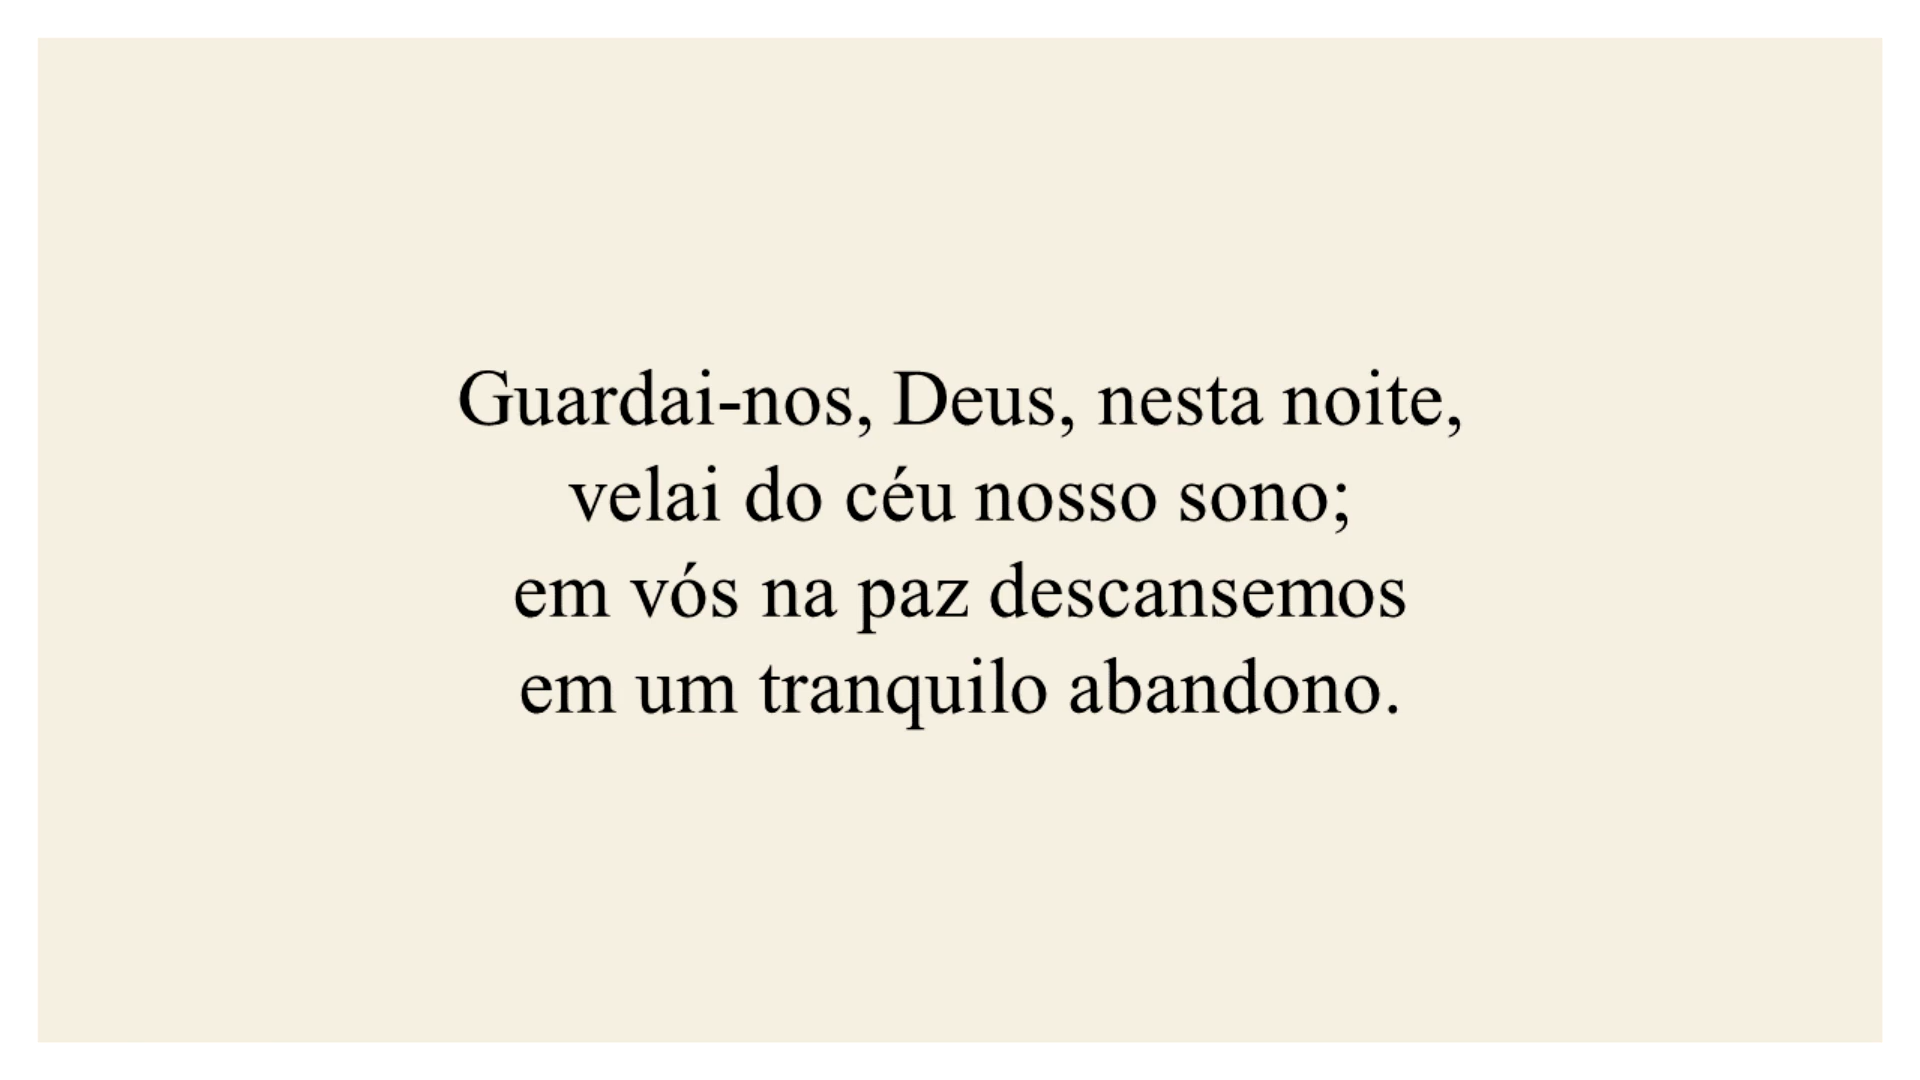 Guardai-nos, Deus, nesta noite,
velai do céu nosso sono;
em vós na paz descansemos
em um tranquilo abandono.